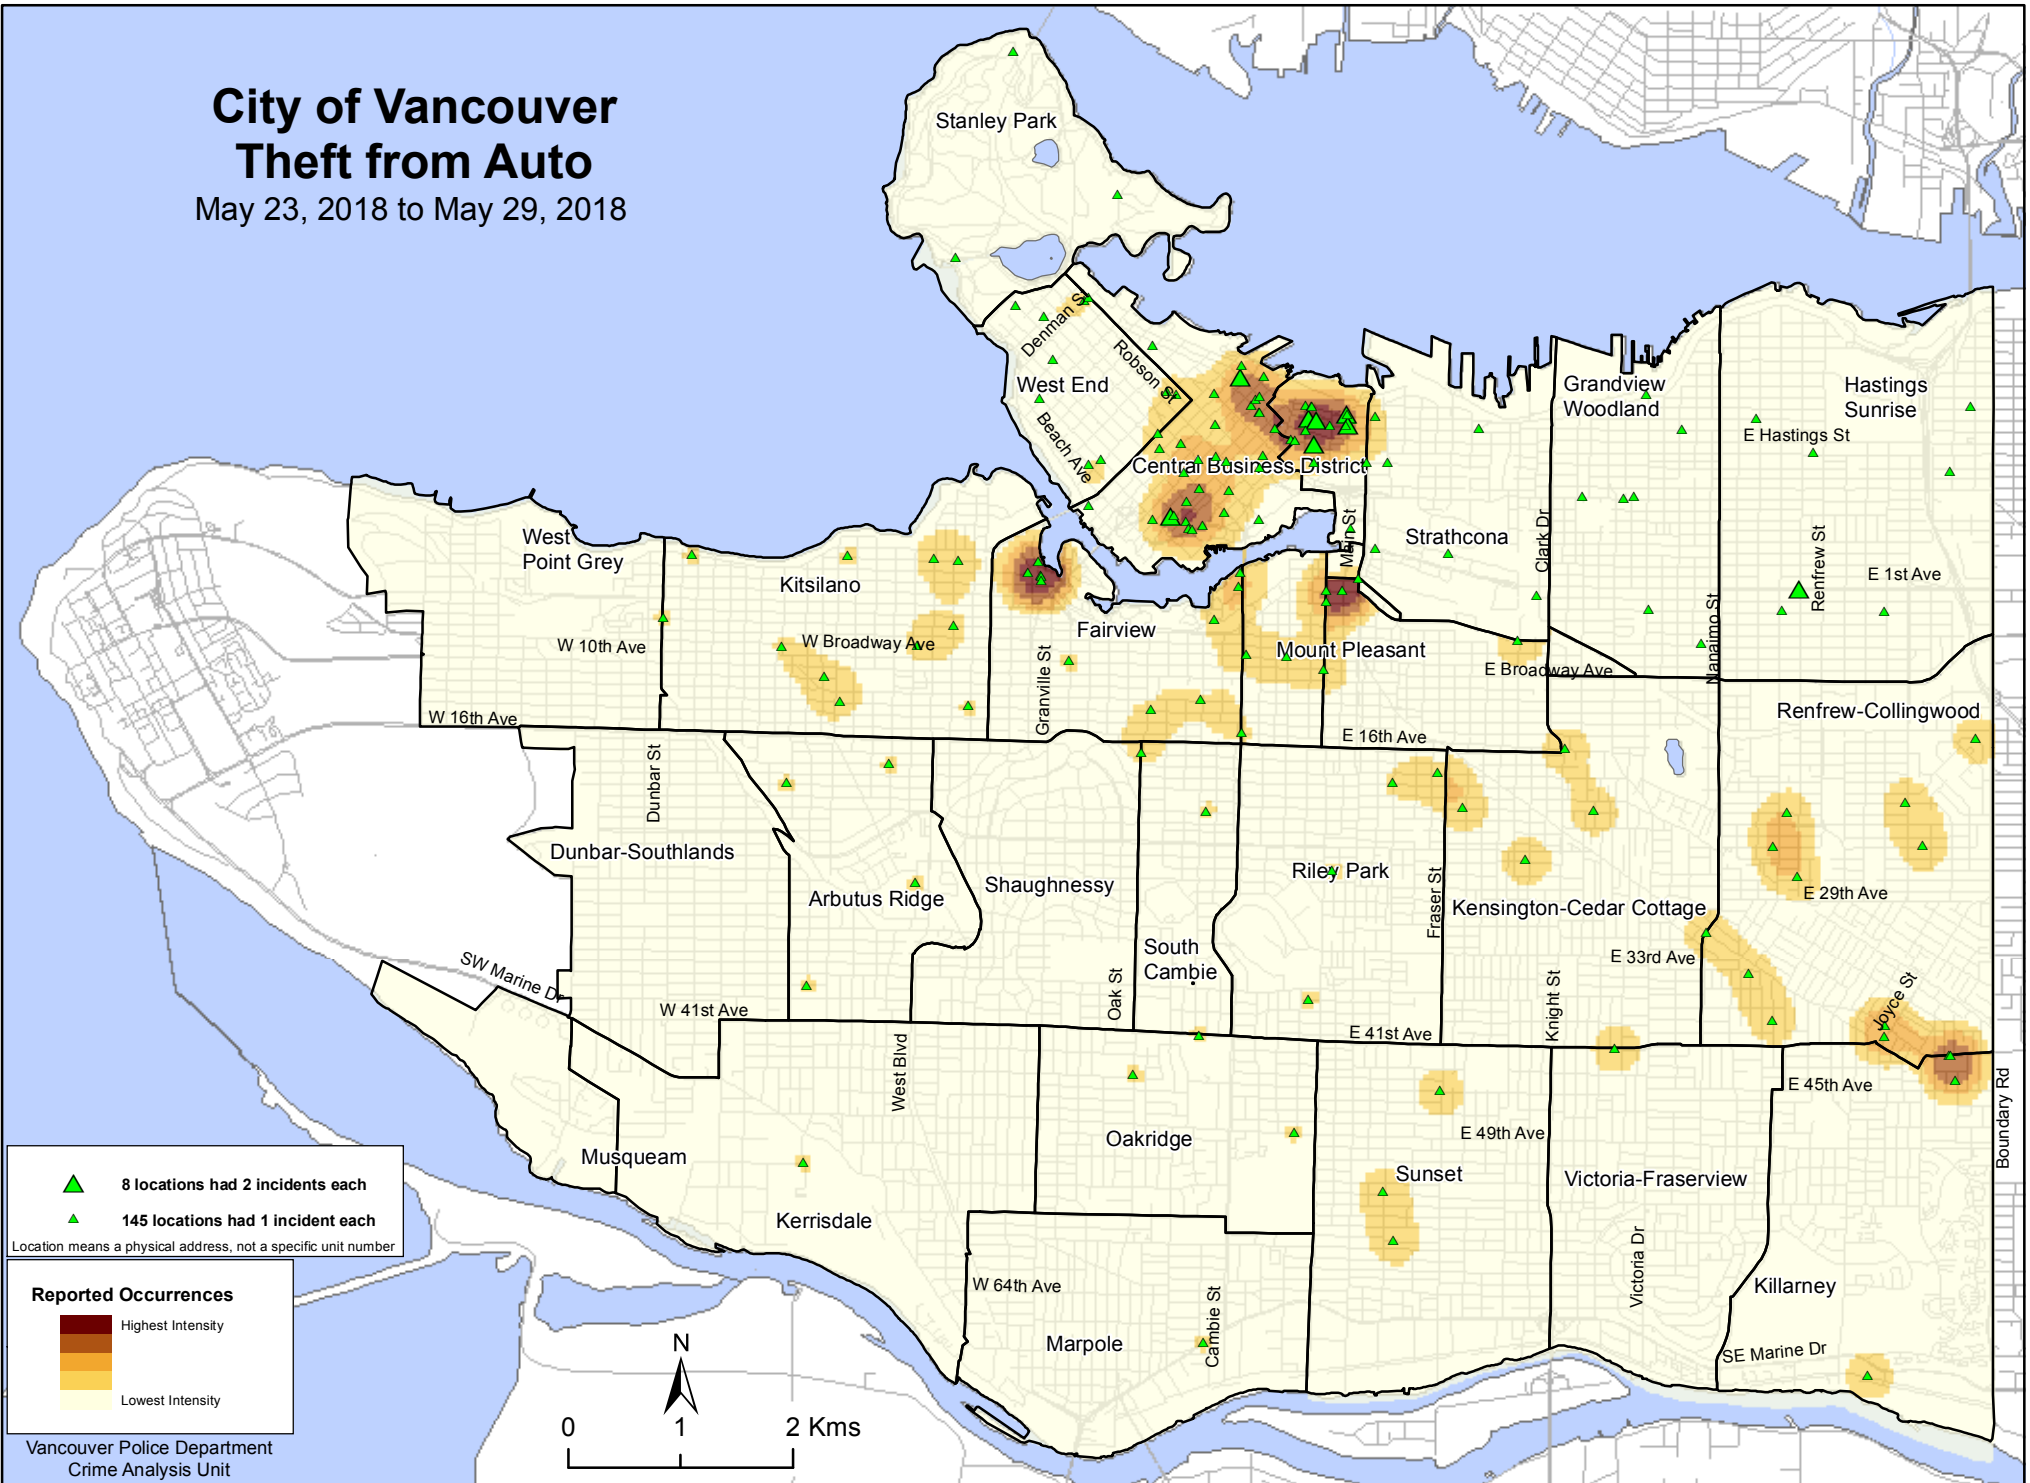 City of Vancouver
Theft from Auto
May 23, 2018 to May 29, 2018
Stanley Park
Denman St
Robson St
West End
Beach Ave
Central Business District
Grandview
Woodland
Hastings
Sunrise
E Hastings St
West
Point Grey
Kitsilano
Main St
Strathcona
Clark Dr
Renfrew St
E 1st Ave
Nanaimo St
W 10th Ave
W Broadway Ave
Granville St
Fairview
Mount Pleasant
E Broadway Ave
W 16th Ave
E 16th Ave
Renfrew-Collingwood
Dunbar St
Dunbar-Southlands
Arbutus Ridge
Shaughnessy
Riley Park
Fraser St
Kensington-Cedar Cottage
E 29th Ave
South
Cambie
E 33rd Ave
SW Marine Dr
W 41st Ave
Oak St
Knight St
Joyce St
E 41st Ave
West Blvd
E 45th Ave
Boundary Rd
Oakridge
E 49th Ave
Musqueam
Sunset
Victoria-Fraserview
Kerrisdale
Victoria Dr
W 64th Ave
Cambie St
Killarney
Marpole
SE Marine Dr
8 locations had 2 incidents each
145 locations had 1 incident each
Location means a physical address, not a specific unit number
Reported Occurrences
Highest Intensity
Lowest Intensity
N
0 1 2 Kms
Vancouver Police Department
Crime Analysis Unit